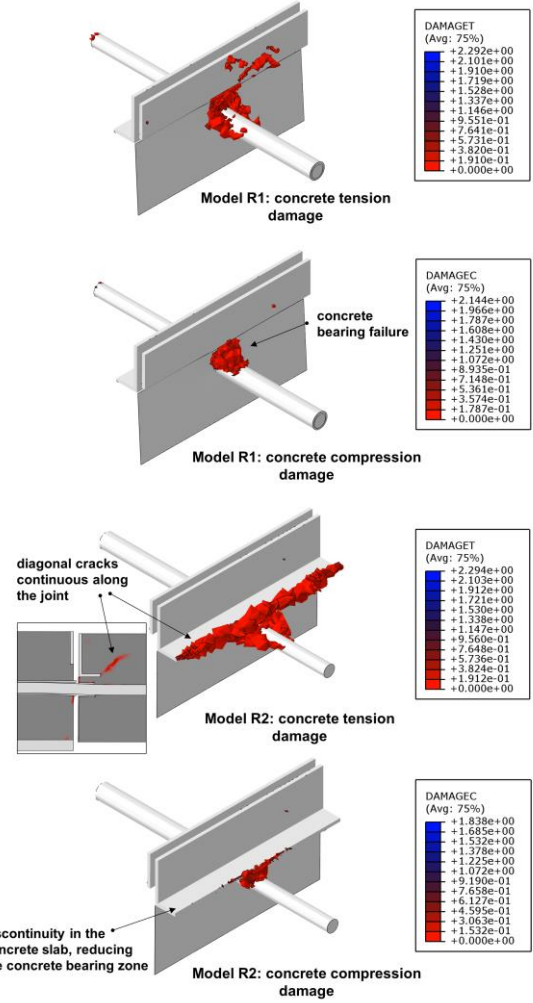 DAMAGET
(Avg: 75%)
+2.292e+00
+2.101e+00
+1.910e+00
+1.719e+00
+1.528e+00
+1.337e+00
+1.146e+00
+9.551e-01
+7.641e-01
+5.731e-01
+3.820e-01
+1.910e-01
+0.000e+00
Model R1: concrete tension
damage
DAMAGEC
(Avg: 75%)
+2.144e+00
+1.966e+00
+1.787e+00
+1.608e+00
+1.430e+00
+1.251e+00
+1.072e+00
+8.935e-01
+7.148e-01
+5.361e-01
+3.574e-01
+1.787e-01
+0.000e+00
concrete
bearing failure
Model R1: concrete compression
damage
diagonal cracks
continuous along
the joint
DAMAGET
(Avg: 75%)
+2.294e+00
+2.103e+00
+1.912e+00
+1.721e+00
+1.530e+00
+1.338e+00
+1.147e+00
+9.560e-01
+7.648e-01
+5.736e-01
+3.824e-01
+1.912e-01
+0.000e+00
Model R2: concrete tension
damage
DAMAGEC
(Avg: 75%)
+1.838e+00
+1.685e+00
+1.532e+00
+1.378e+00
+1.225e+00
+1.072e+00
+9.190e-01
+7.658e-01
+6.127e-01
+4.595e-01
+3.063e-01
+1.532e-01
+0.000e+00
scontinuity in the
ncrete slab, reducing
e concrete bearing zone
Model R2: concrete compression
damage